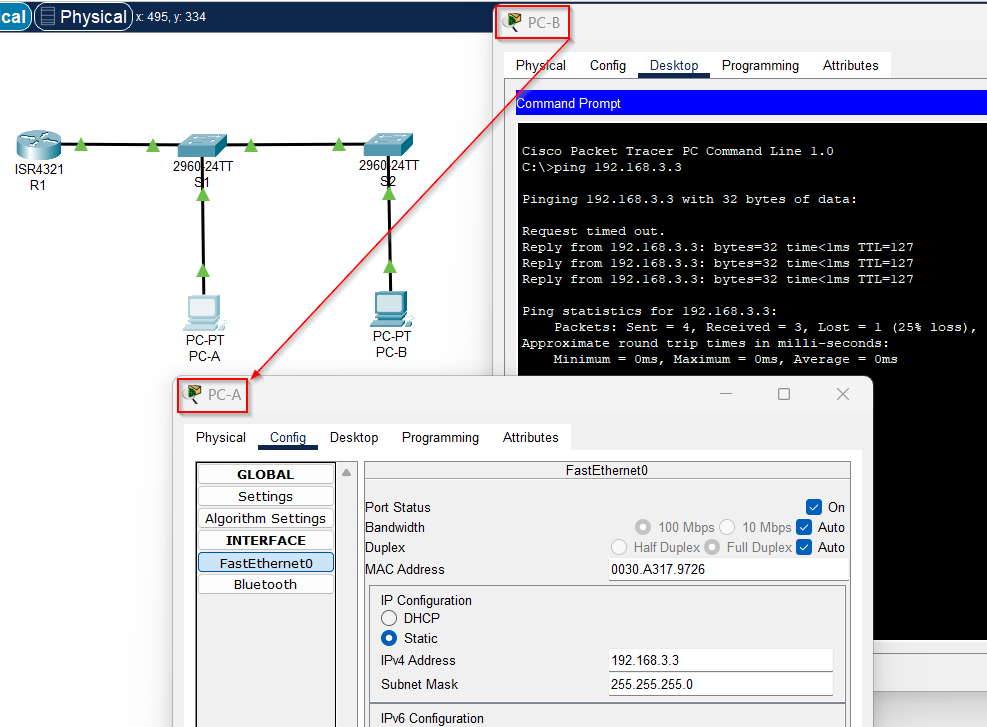 cal Physical x: 495, y: 334
PC-B
Physical Config Desktop Programming Attributes
Command Prompt
Cisco Packet Tracer PC Command Line 1.0
C:\>ping 192.168.3.3
Pinging 192.168.3.3 with 32 bytes of data:
Request timed out.
Reply from 192.168.3.3: bytes=32 time<1ms TTL=127
Reply from 192.168.3.3: bytes=32 time<1ms TTL=127
Reply from 192.168.3.3: bytes=32 time<1ms TTL=127
Ping statistics for 192.168.3.3:
Packets: Sent = 4, Received = 3, Lost = 1 (25% loss),
Approximate round trip times in milli-seconds:
Minimum = 0ms, Maximum = 0ms, Average = 0ms
ISR4321
R1
2960-24TT
S1
2960-24TT
S2
PC-PT
PC-A
PC-PT
PC-B
PC-A
Physical Config Desktop Programming Attributes
GLOBAL
Settings
Algorithm Settings
INTERFACE
FastEthernet0
Bluetooth
FastEthernet0
Port Status On
Bandwidth 100 Mbps 10 Mbps Auto
Duplex Half Duplex Full Duplex Auto
MAC Address 0030.A317.9726
IP Configuration
DHCP
Static
IPv4 Address 192.168.3.3
Subnet Mask 255.255.255.0
IPv6 Configuration